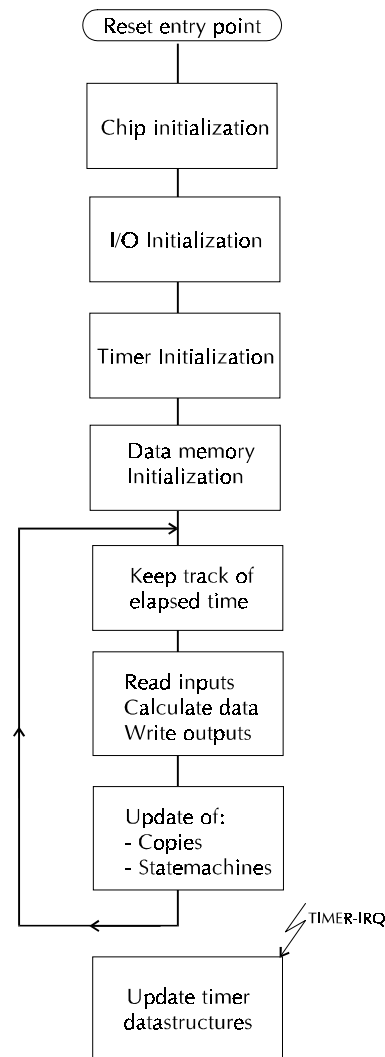 Reset entry point
Chip initialization
I/O Initialization
Timer Initialization
Data memory
Initialization
Keep track of
elapsed time
Read inputs
Calculate data
Write outputs
Update of:
- Copies
- Statemachines
TIMER-IRQ
Update timer
datastructures